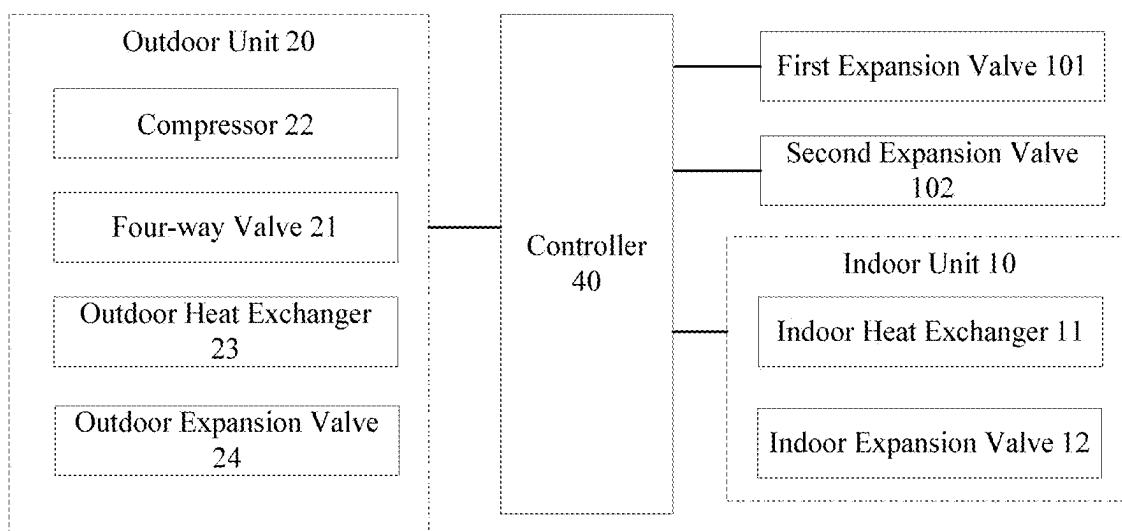 Outdoor Unit 20
Compressor 22
Four-way Valve 21
Outdoor Heat Exchanger
23
Outdoor Expansion Valve
24
Controller
40
First Expansion Valve 101
Second Expansion Valve
102
Indoor Unit 10
Indoor Heat Exchanger 11
Indoor Expansion Valve 12